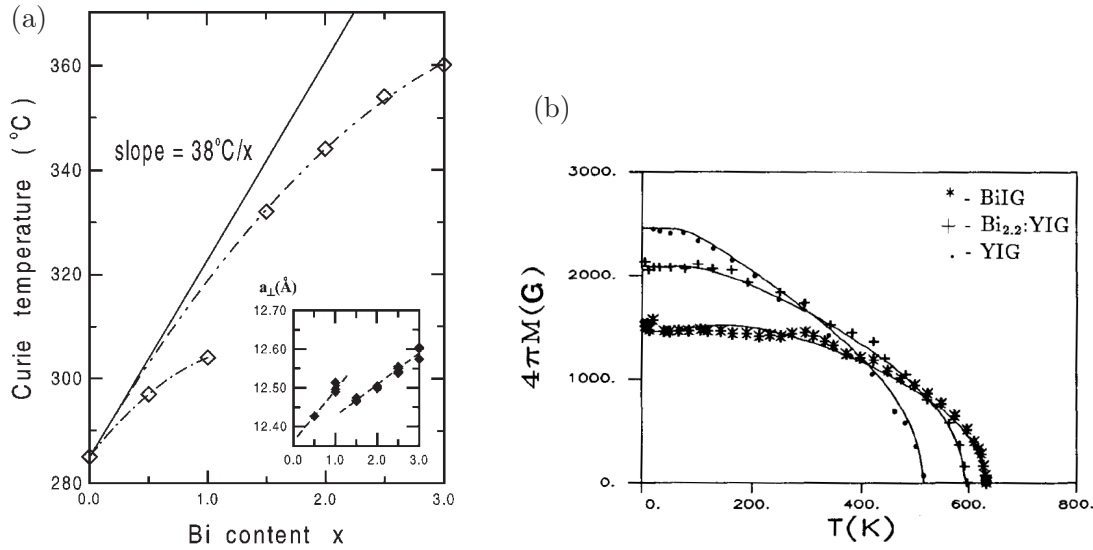 (a)
Curie temperature (°C)
360
340
320
300
280
slope = 38°C/x
a⊥(Å)
12.70
12.60
12.50
12.40
0.0 1.0 2.0 3.0
0.0 1.0 2.0 3.0
Bi content x
(b)
4πM(G)
3000.
2000.
1000.
0.
* - BiIG
+ - Bi2.2:YIG
. - YIG
0. 200. 400. 600. 800.
T(K)